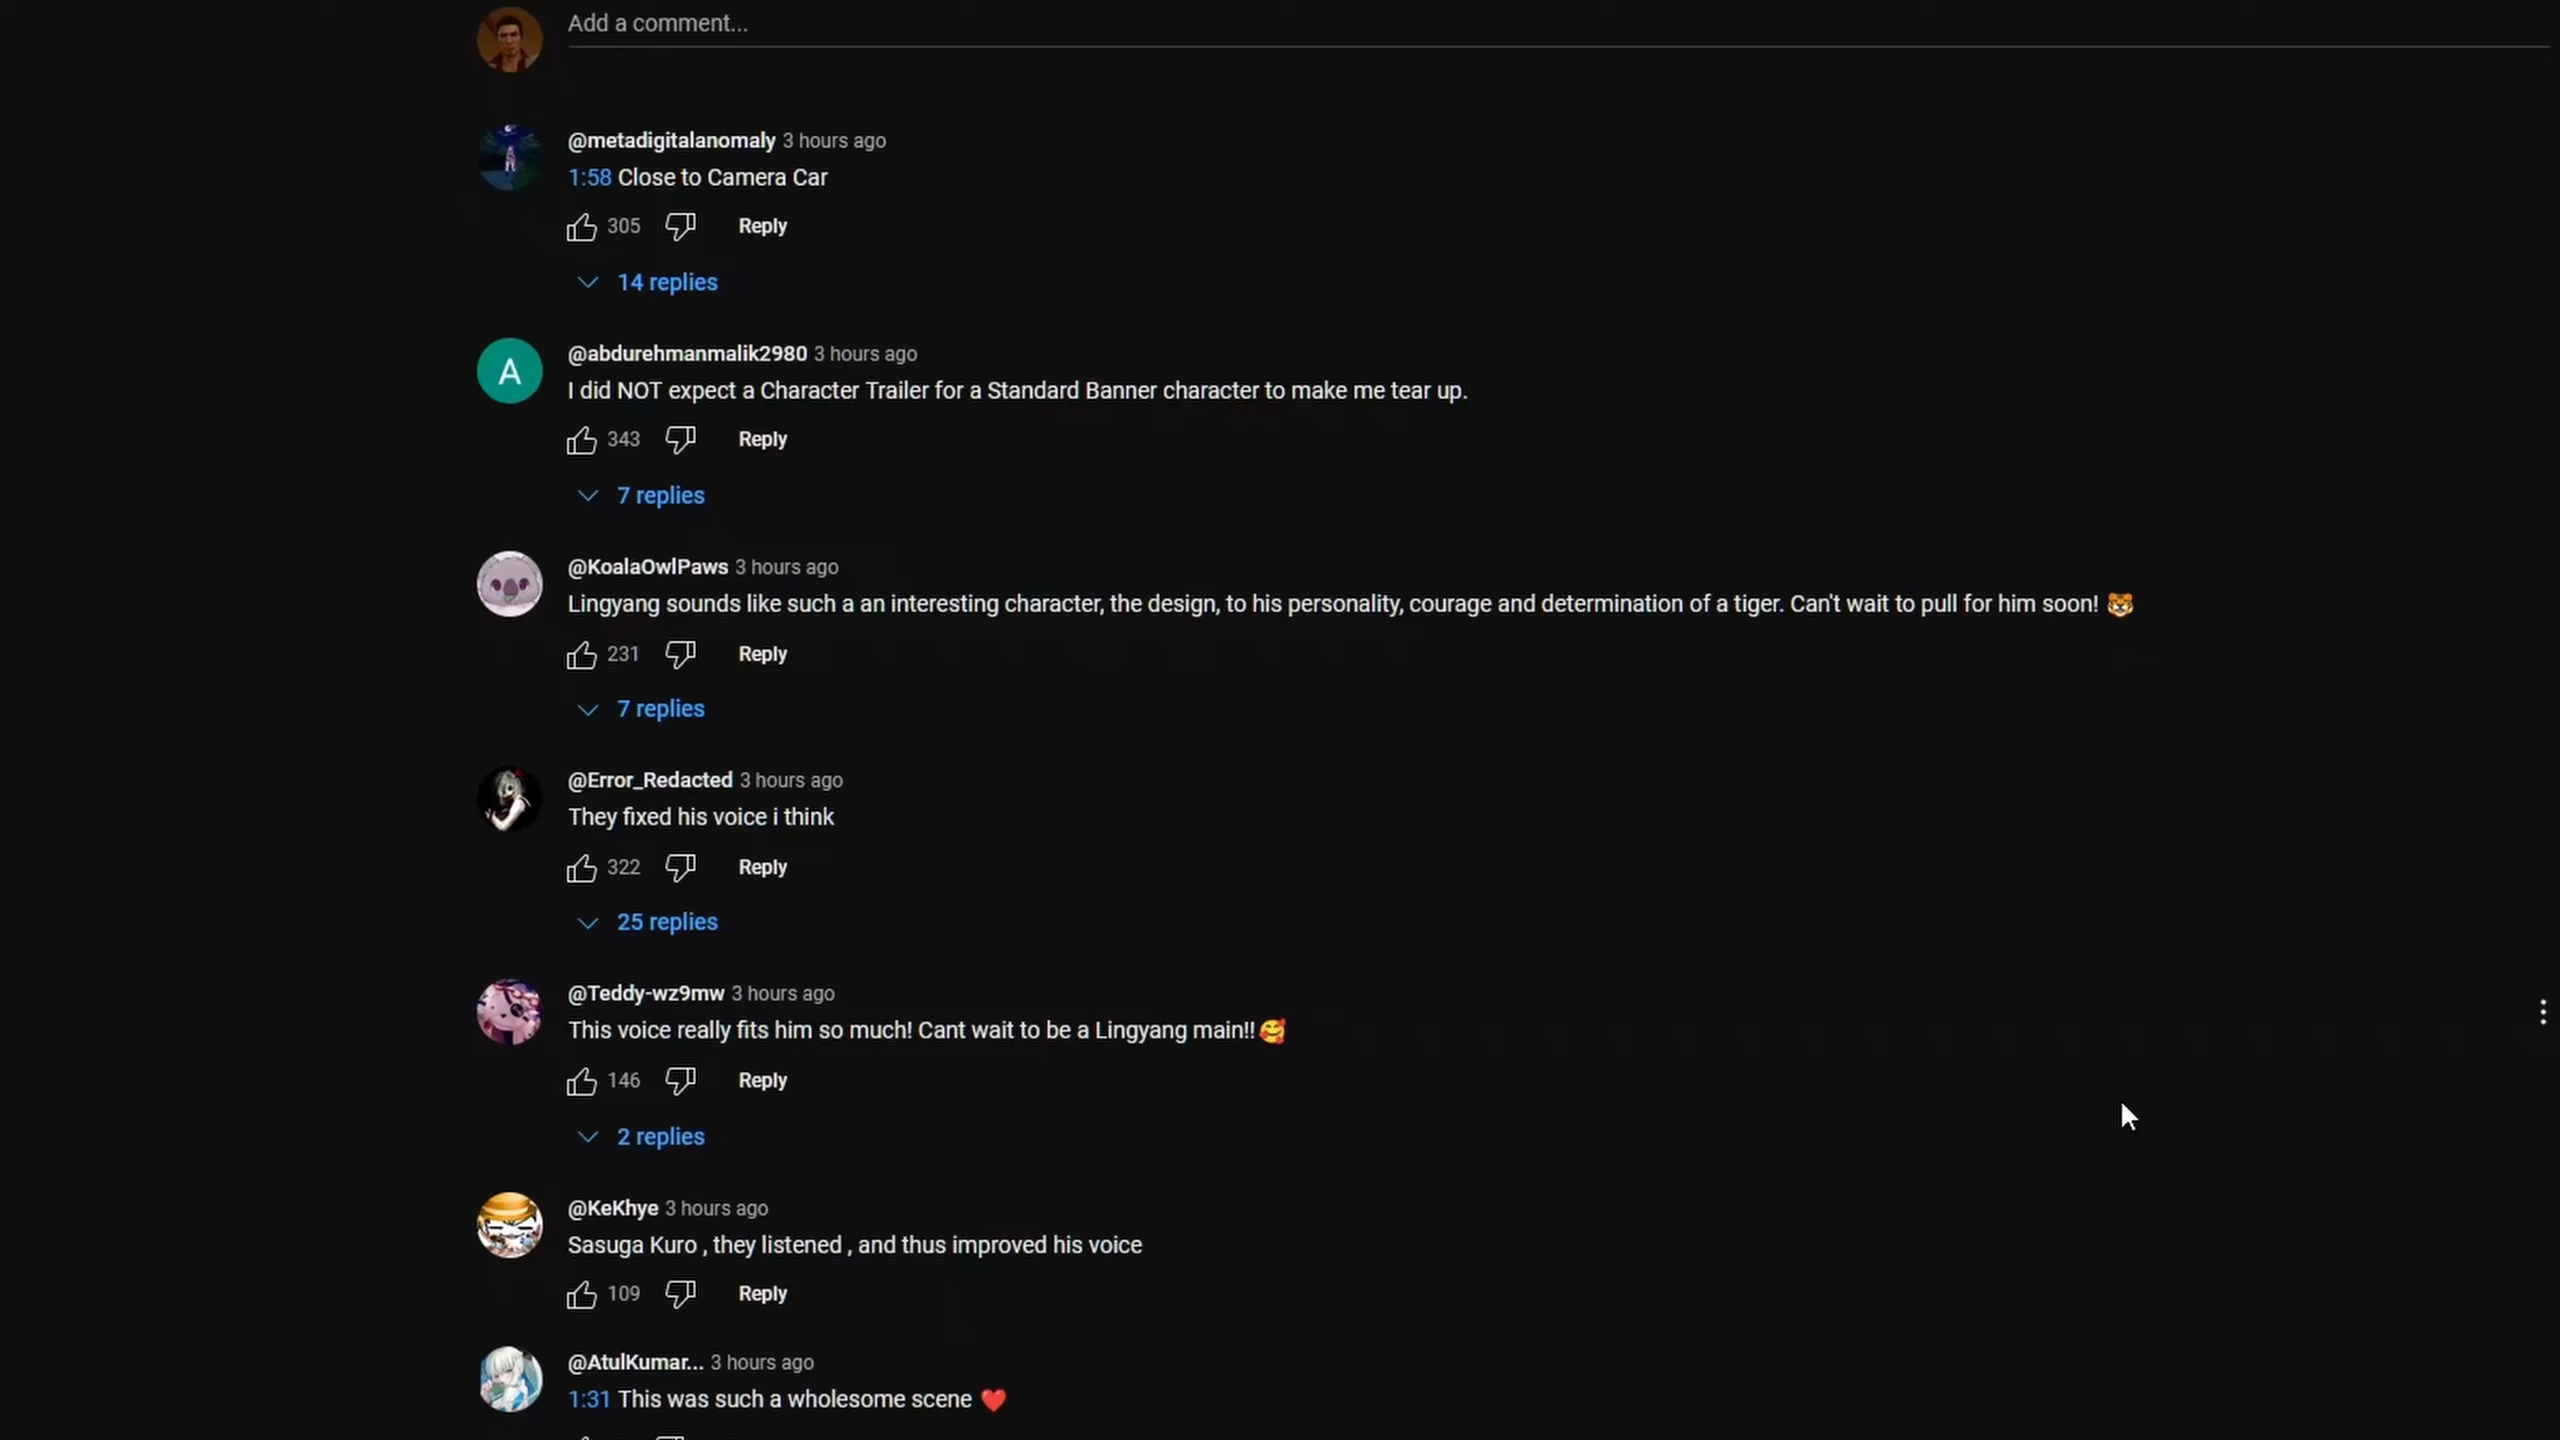 Add a comment...
@metadigitalanomaly 3 hours ago
1:58 Close to Camera Car
305 Reply
14 replies
A
@abdurehmanmalik2980 3 hours ago
I did NOT expect a Character Trailer for a Standard Banner character to make me tear up.
343 Reply
7 replies
@KoalaOwlPaws 3 hours ago
Lingyang sounds like such a an interesting character, the design, to his personality, courage and determination of a tiger. Can't wait to pull for him soon! 🐯
231 Reply
7 replies
@Error_Redacted 3 hours ago
They fixed his voice i think
322 Reply
25 replies
@Teddy-wz9mw 3 hours ago
This voice really fits him so much! Cant wait to be a Lingyang main!!🥰
146 Reply
2 replies
@KeKhye 3 hours ago
Sasuga Kuro , they listened , and thus improved his voice
109 Reply
@AtulKumar... 3 hours ago
1:31 This was such a wholesome scene ❤️